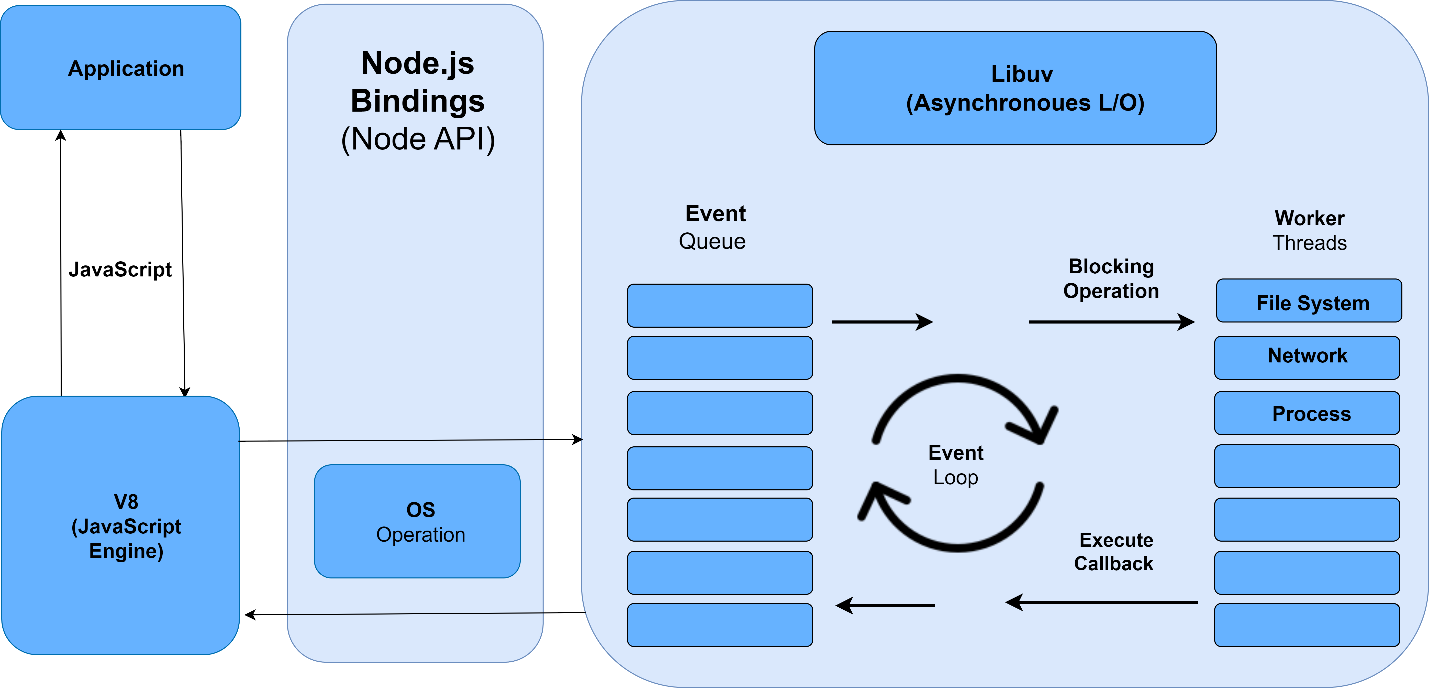 Application
JavaScript
V8
(JavaScript
Engine)
Node.js
Bindings
(Node API)
OS
Operation
Libuv
(Asynchronoues L/O)
Event
Queue
Blocking
Operation
Event
Loop
Execute
Callback
Worker
Threads
File System
Network
Process